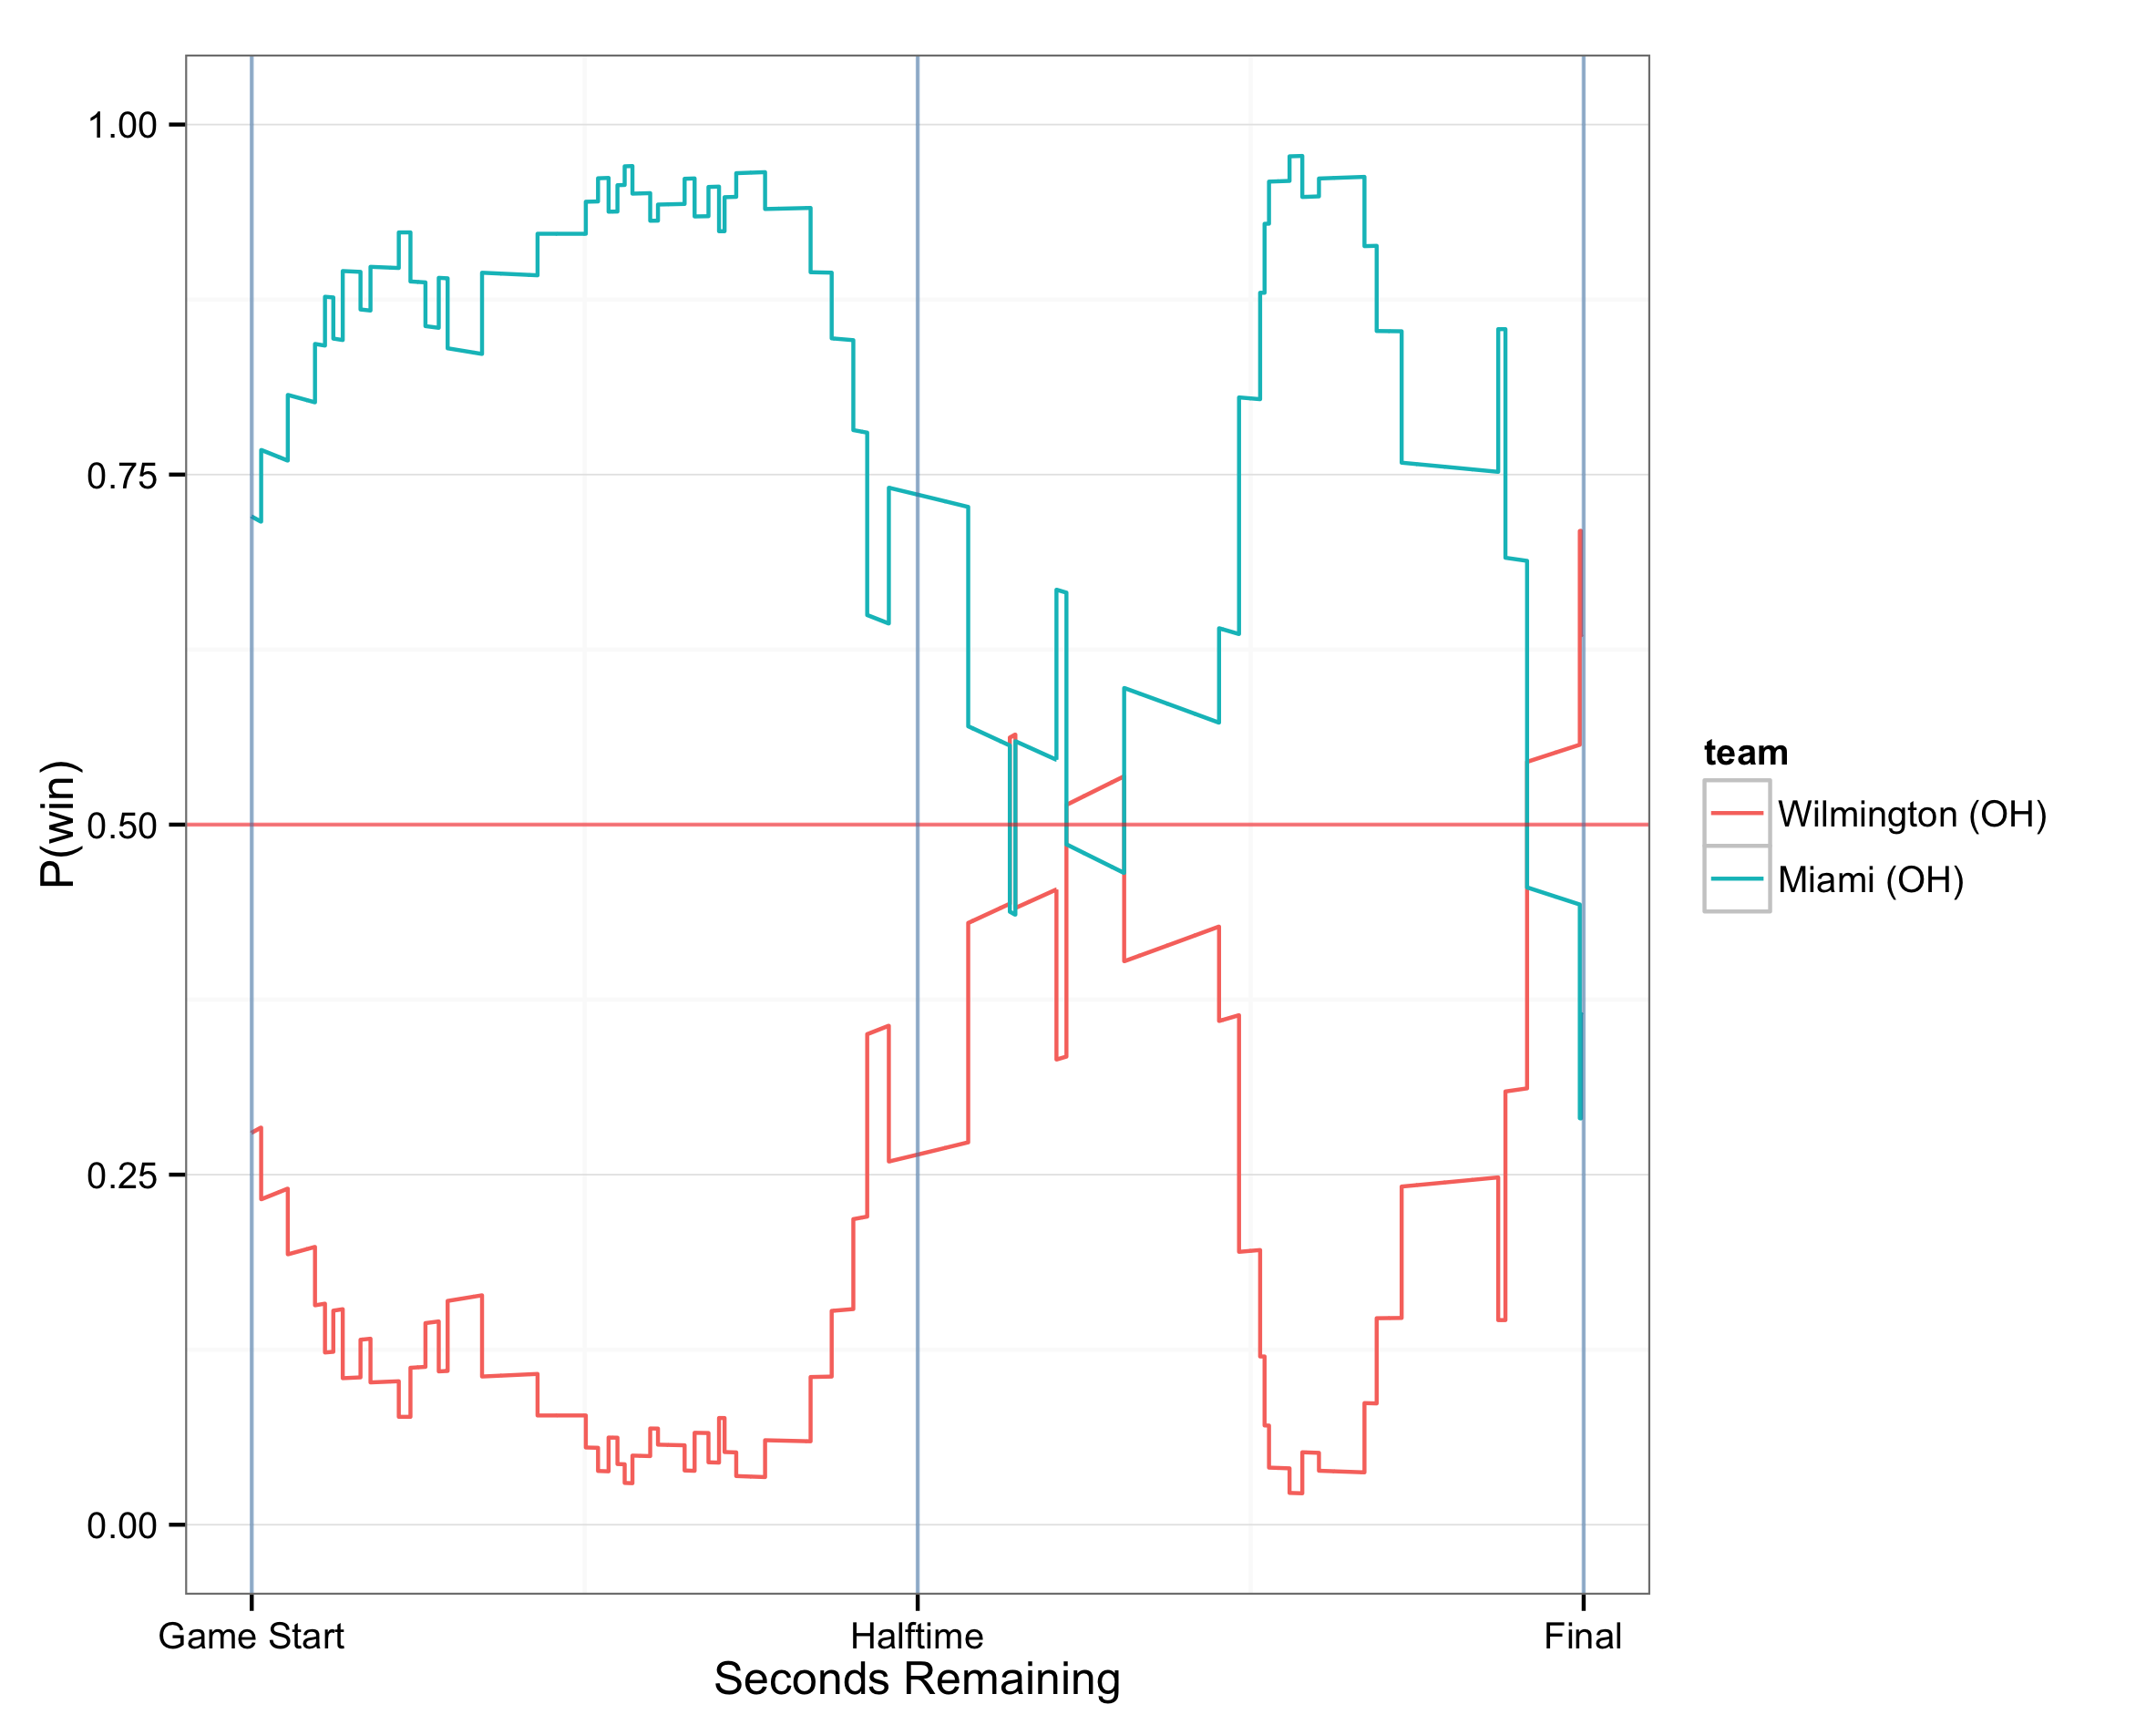 1.00
0.75
0.50
0.25
0.00
P(win)
Game Start
Halftime
Final
Seconds Remaining
team
Wilmington (OH)
Miami (OH)